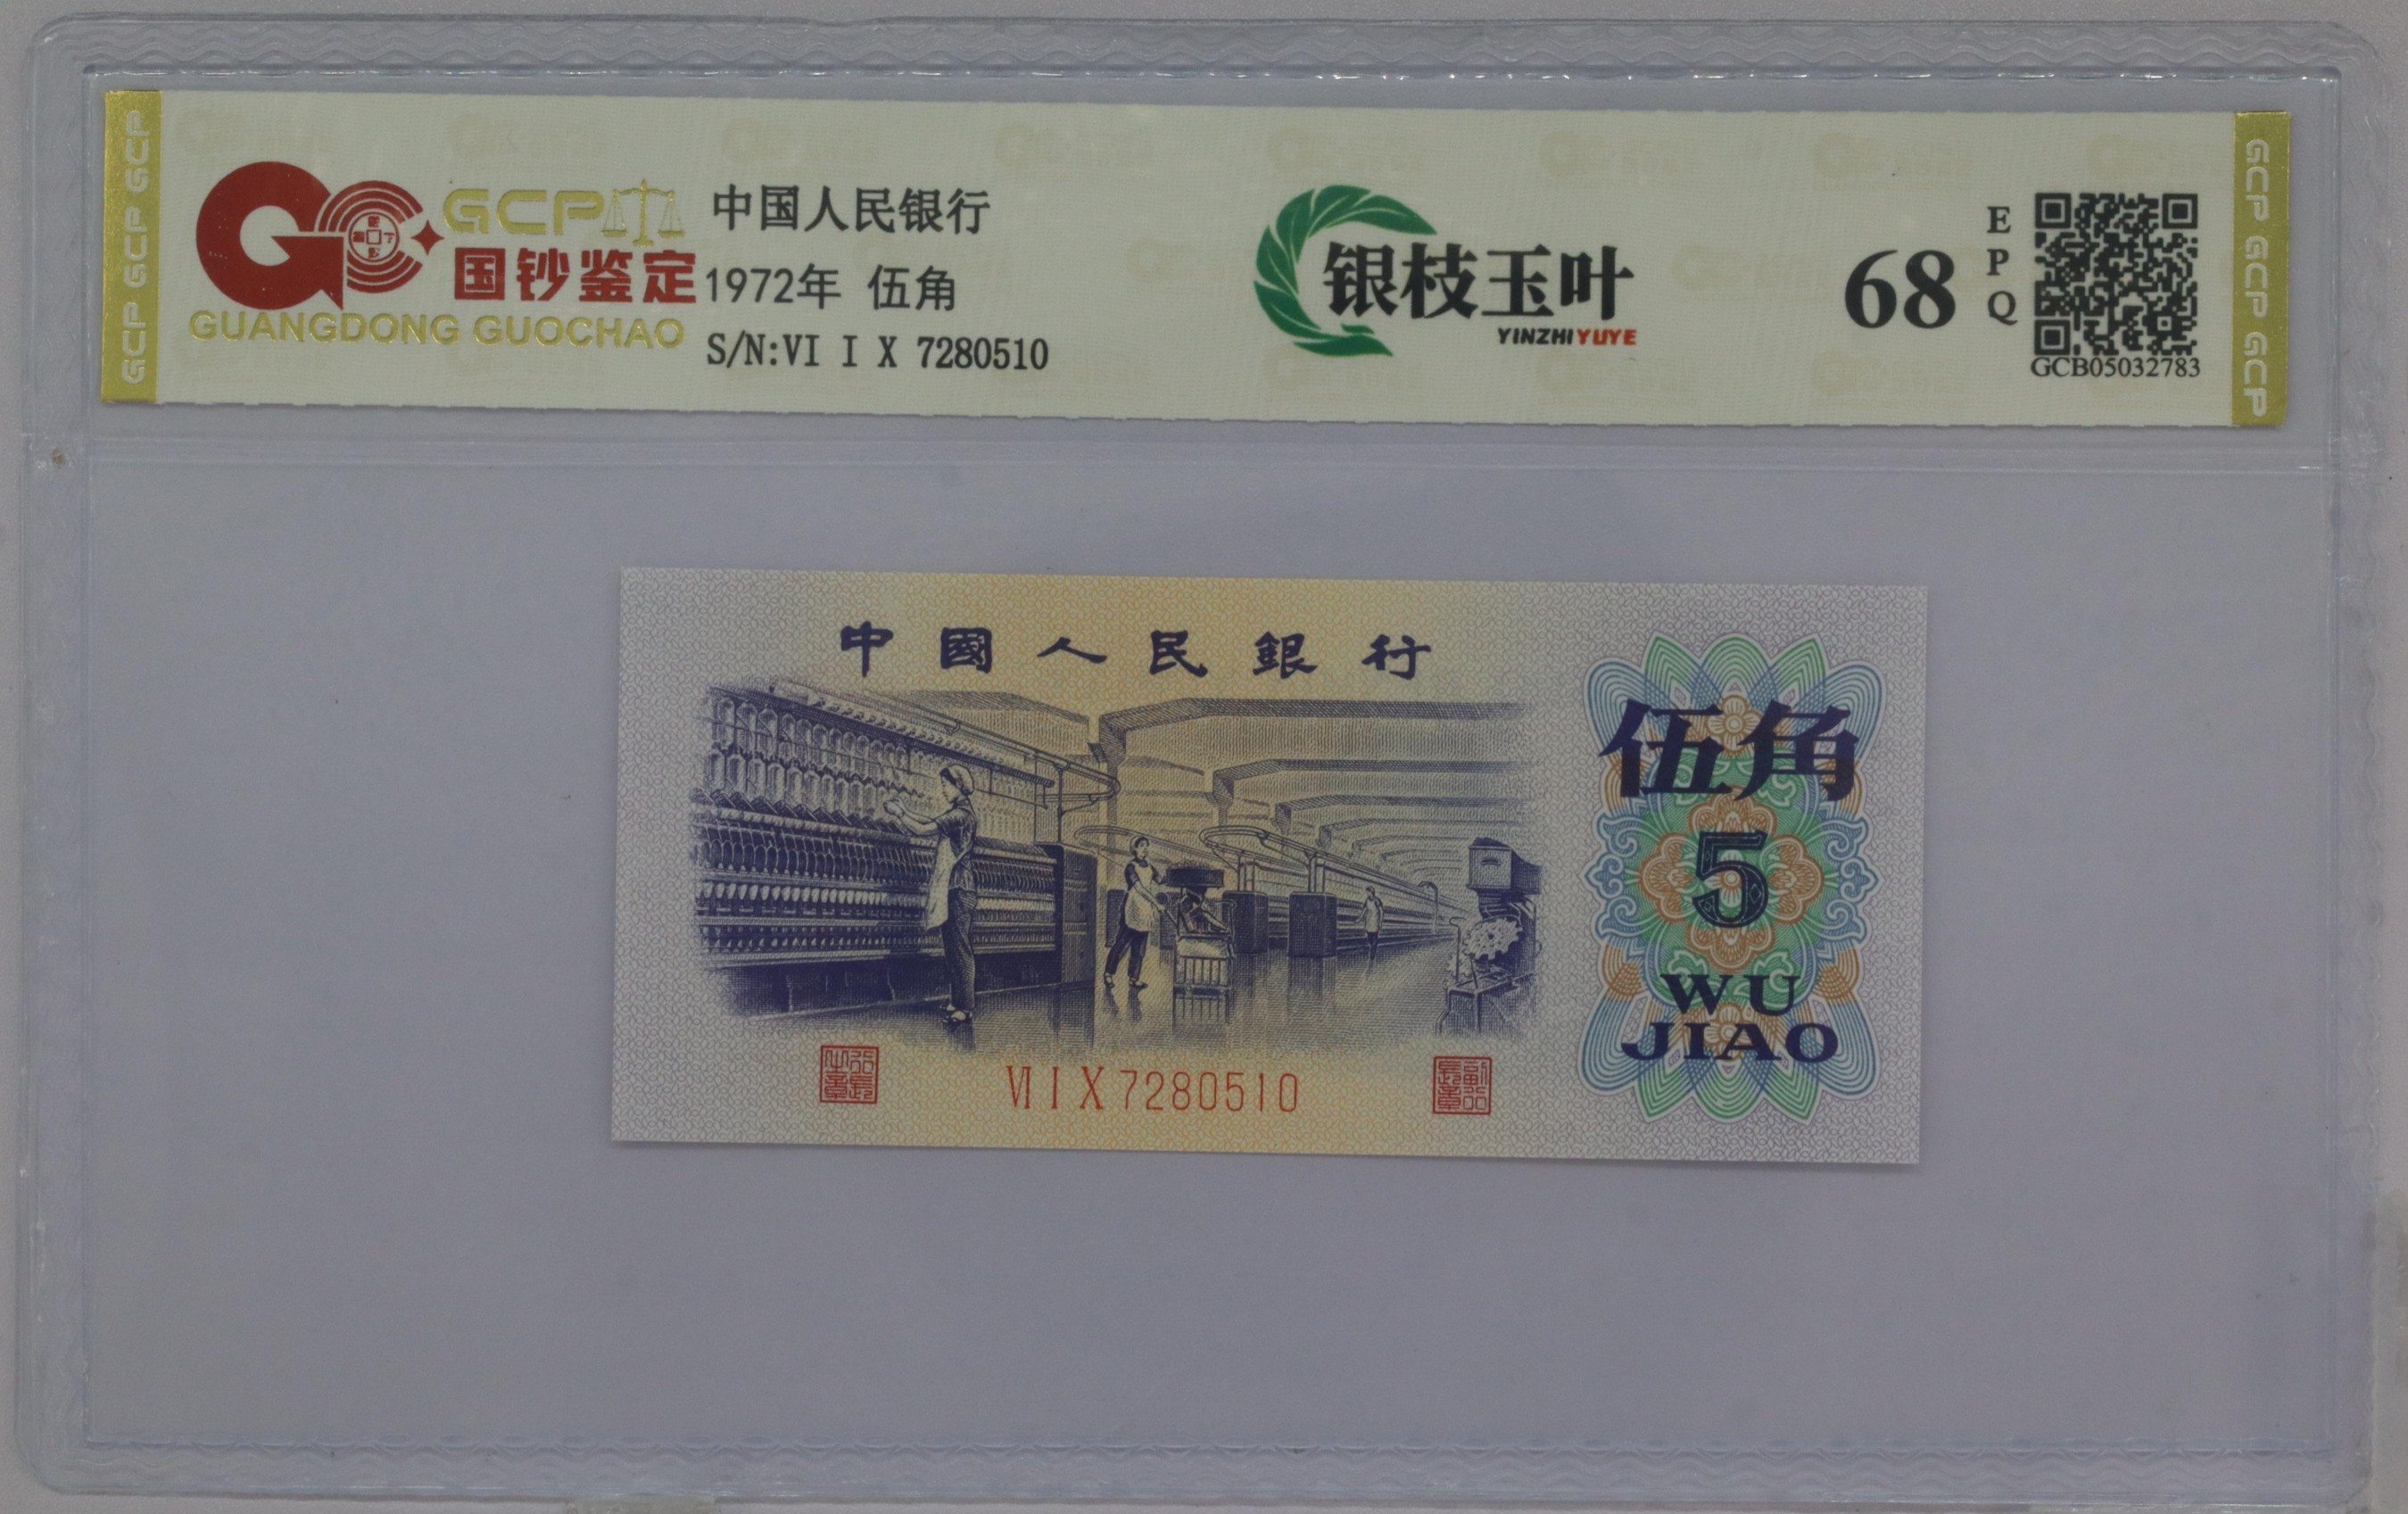 GCP GCP GCP
GCP
国钞鉴定
GUANGDONG GUOCHAO
中国人民银行
1972年 伍角
S/N:VI I X 7280510
银枝玉叶
YINZHIYUYE
68
EPQ
GCB05032783
GCP GCP GCP
中國人民銀行
伍角
5
WU
JIAO
VI I X 7280510